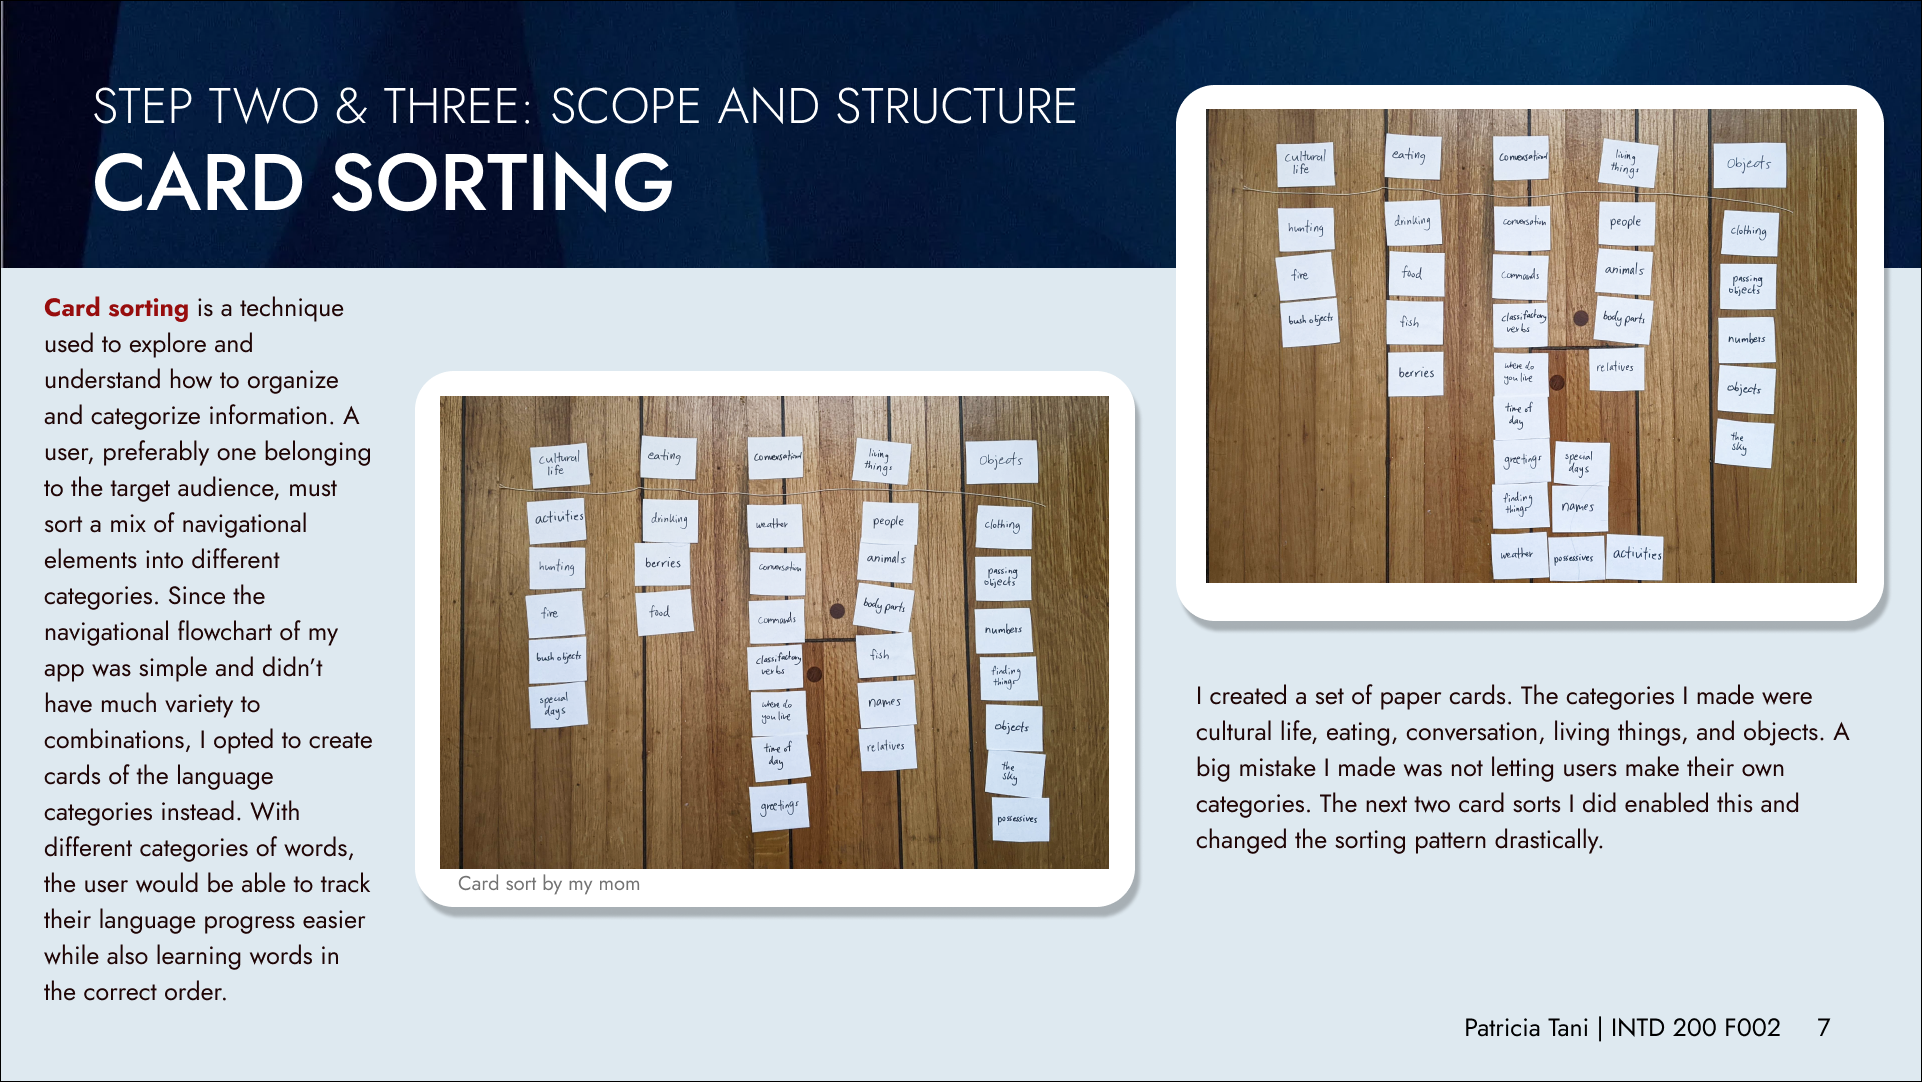 STEP TWO & THREE: SCOPE AND STRUCTURE
CARD SORTING
Card sorting is a technique
used to explore and
understand how to organize
and categorize information. A
user, preferably one belonging
to the target audience, must
sort a mix of navigational
elements into different
categories. Since the
navigational flowchart of my
app was simple and didn't
have much variety to
combinations, I opted to create
cards of the language
categories instead. With
different categories of words,
the user would be able to track
their language progress easier
while also learning words in
the correct order.
cultural
life
activities
hunting
fire
bush objects
special
days
eating
drinking
berries
food
conversational
weather
conversation
commands
classifactory
verbs
where do
you live
time of
day
greetings
living
things
people
animals
body parts
fish
names
relatives
Objects
clothing
passing
objects
numbers
finding
things
objects
the
sky
possessives
Card sort by my mom
cultural
life
hunting
fire
bush objects
eating
drinking
food
fish
berries
conversational
conversation
commands
classifactory
verbs
where do
you live
time of
day
greetings
special
days
finding
things
names
weather
possessives
activities
living
things
people
animals
body parts
relatives
Objects
clothing
passing
objects
numbers
objects
the
sky
I created a set of paper cards. The categories I made were
cultural life, eating, conversation, living things, and objects. A
big mistake I made was not letting users make their own
categories. The next two card sorts I did enabled this and
changed the sorting pattern drastically.
Patricia Tani | INTD 200 F002 7